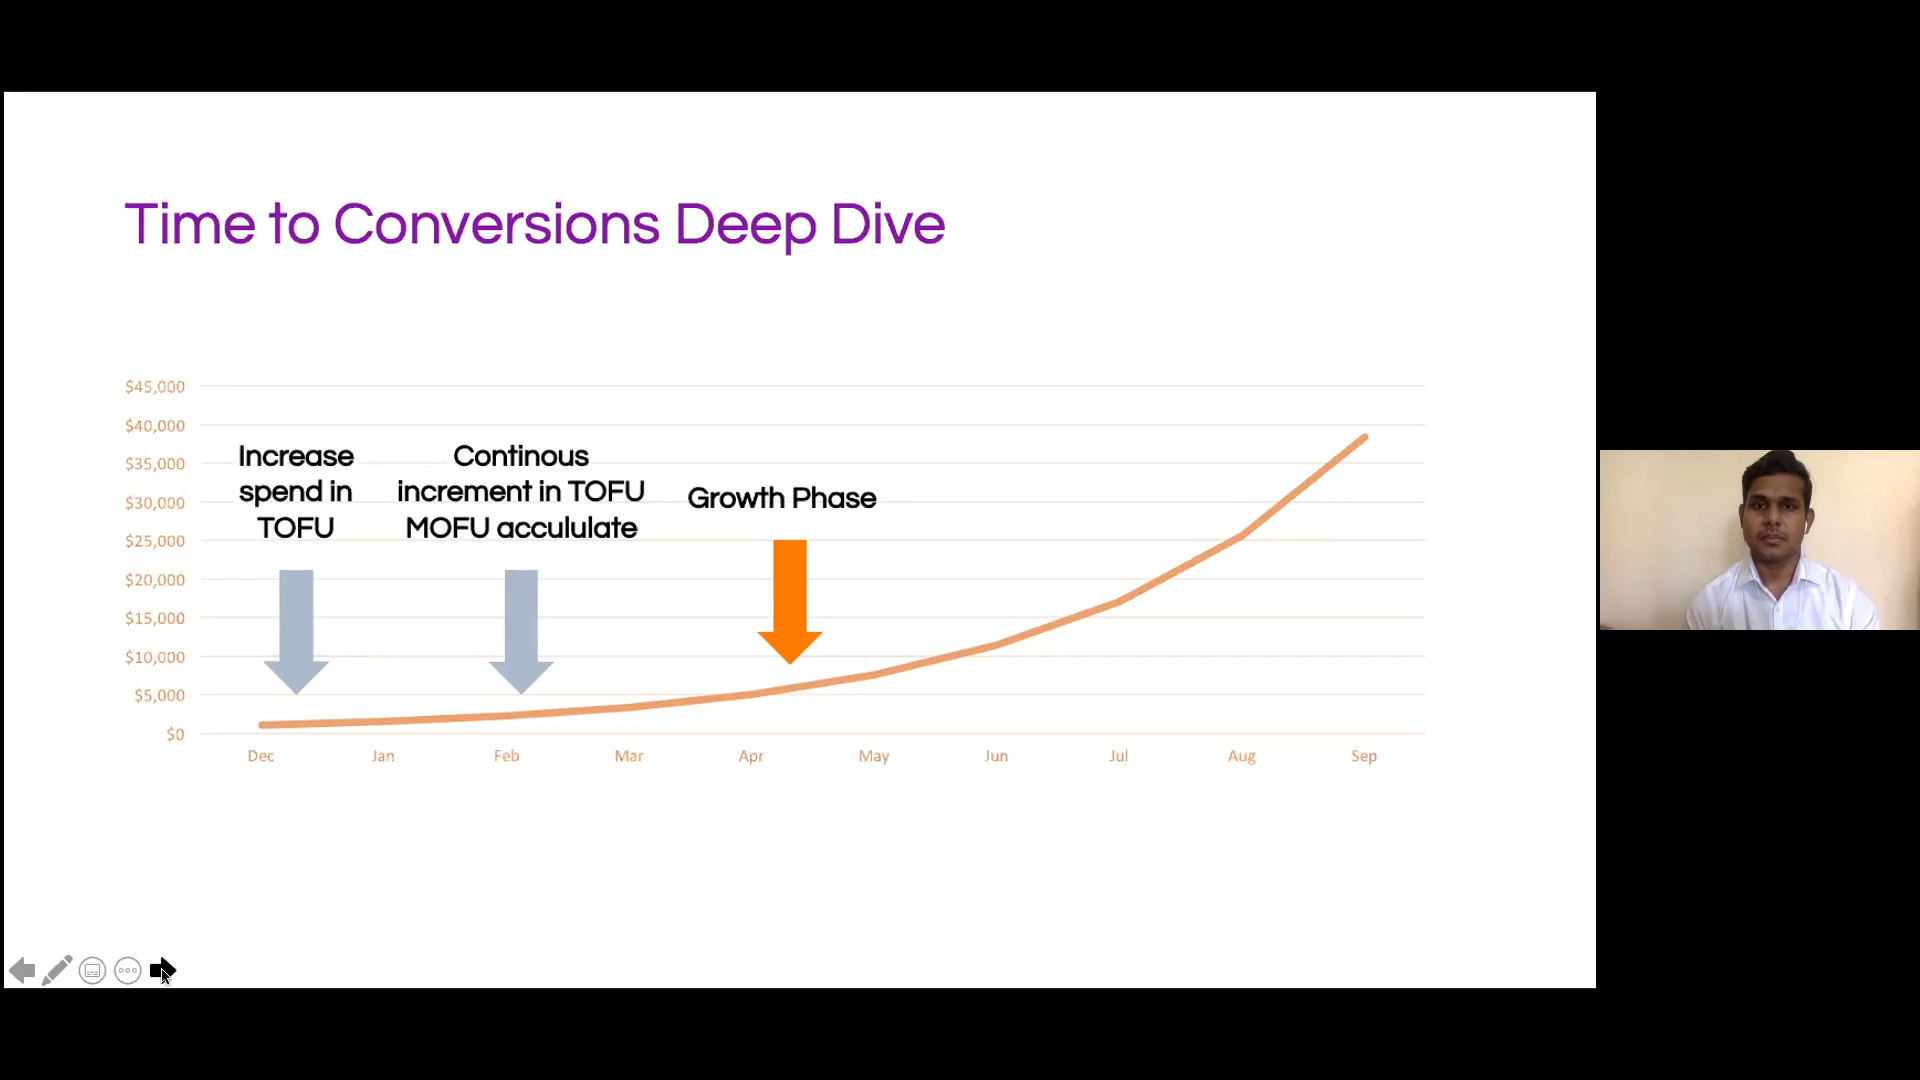 Time to Conversions Deep Dive
$45,000
$40,000
$35,000
$30,000
$25,000
$20,000
$15,000
$10,000
$5,000
$0
Increase
spend in
TOFU
Continous
increment in TOFU
MOFU accululate
Growth Phase
Dec Jan Feb Mar Apr May Jun Jul Aug Sep